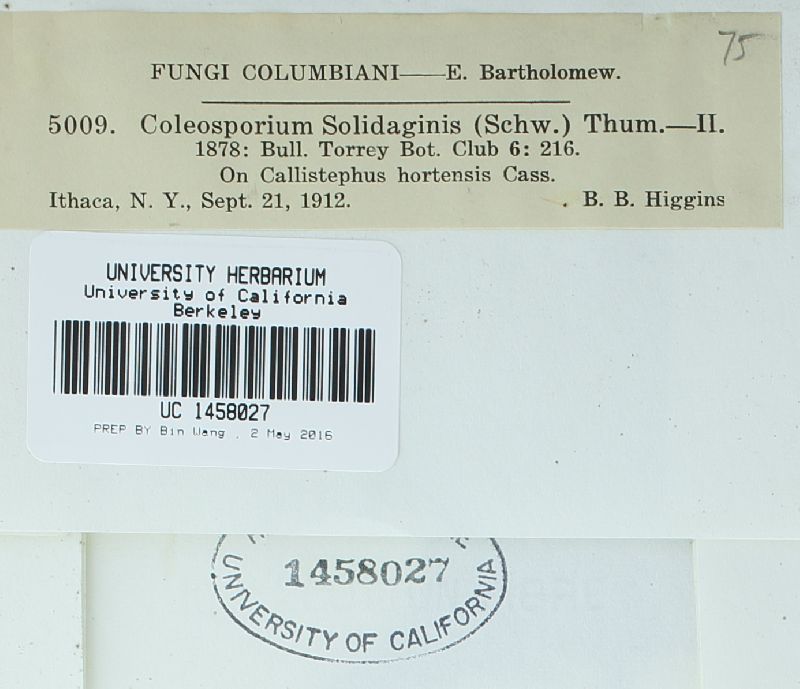 75
FUNGI COLUMBIANI——E. Bartholomew.
5009. Coleosporium Solidaginis (Schw.) Thum.—II.
1878: Bull. Torrey Bot. Club 6: 216.
On Callistephus hortensis Cass.
Ithaca, N. Y., Sept. 21, 1912. B. B. Higgins
UNIVERSITY HERBARIUM
University of California
Berkeley
UC 1458027
PREP BY Bin Wang . 2 May 2016
1458027
UNIVERSITY OF CALIFORNIA